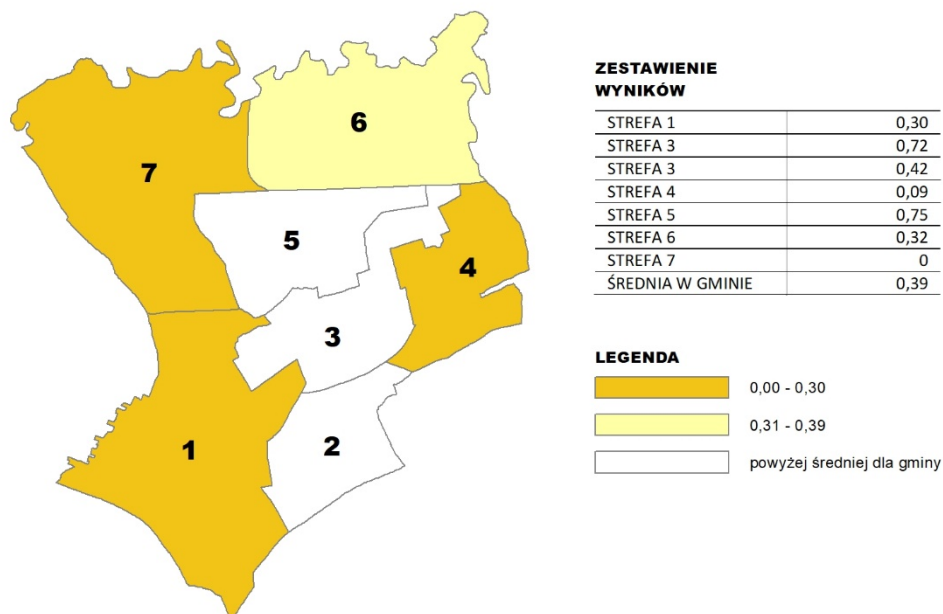 6
7
5
4
3
1
2
ZESTAWIENIE
WYNIKÓW
STREFA 1 0,30
STREFA 3 0,72
STREFA 3 0,42
STREFA 4 0,09
STREFA 5 0,75
STREFA 6 0,32
STREFA 7 0
ŚREDNIA W GMINIE 0,39
LEGENDA
0,00 - 0,30
0,31 - 0,39
powyżej średniej dla gminy